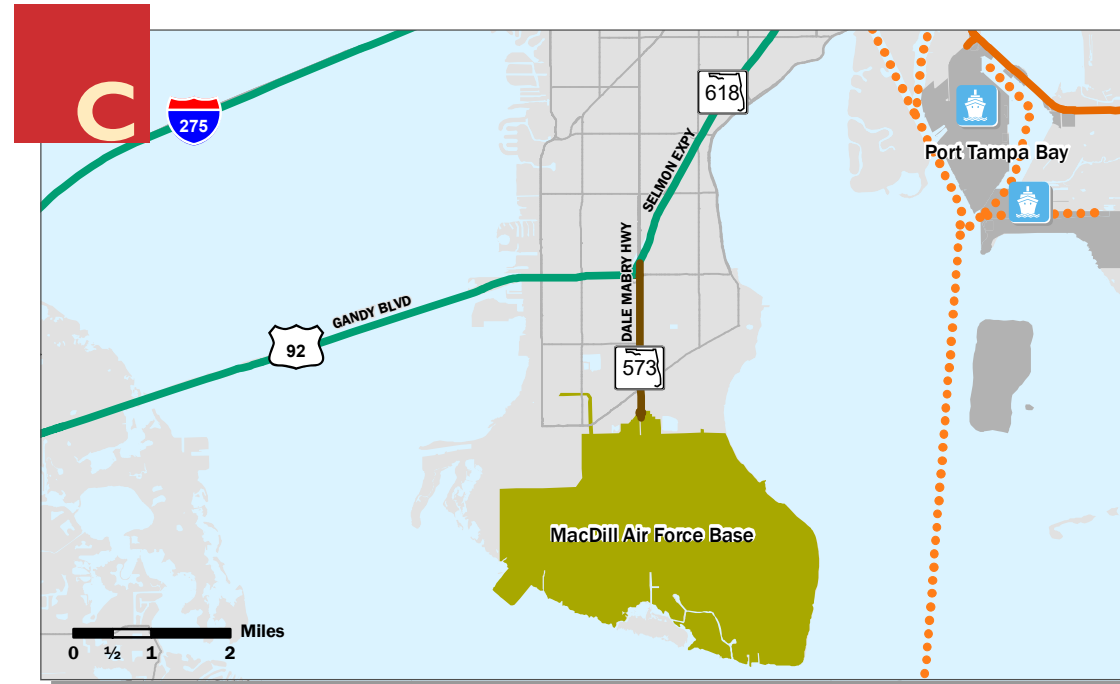 C
275
618
Port Tampa Bay
SELMON EXPY
DALE MABRY HWY
GANDY BLVD
92
573
MacDill Air Force Base
Miles
0 ½ 1 2